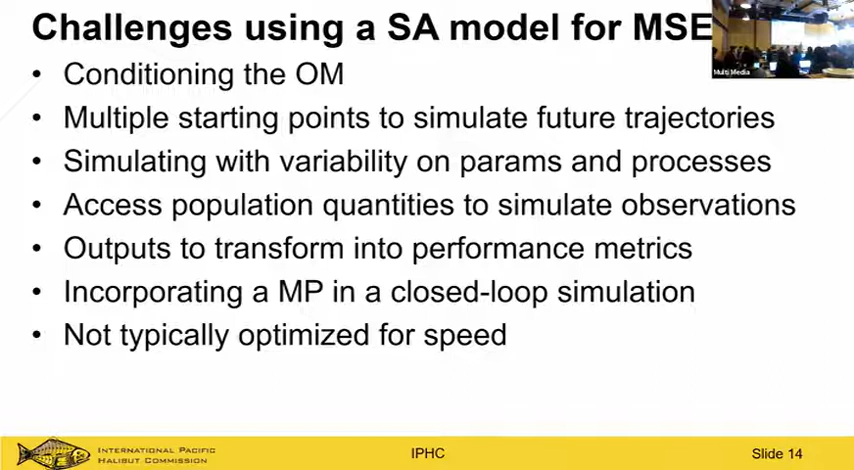 Challenges using a SA model for MSE
Multi Media
• Conditioning the OM
• Multiple starting points to simulate future trajectories
• Simulating with variability on params and processes
• Access population quantities to simulate observations
• Outputs to transform into performance metrics
• Incorporating a MP in a closed-loop simulation
• Not typically optimized for speed
INTERNATIONAL PACIFIC
HALIBUT COMMISSION
IPHC
Slide 14